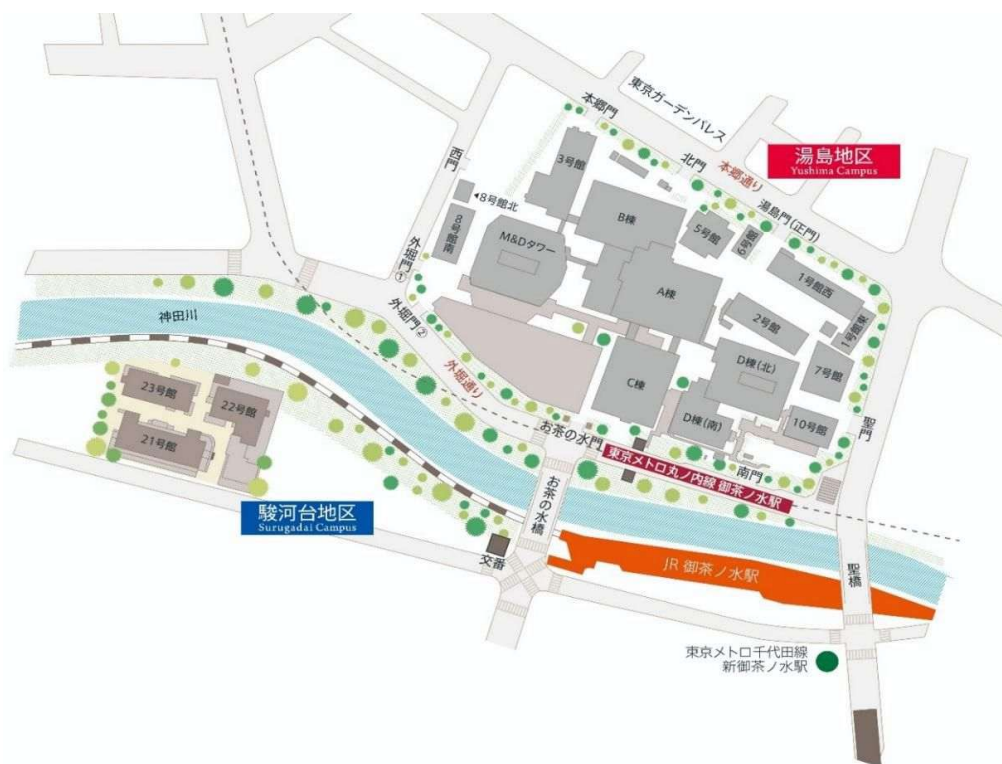 本郷門
東京ガーデンパレス
湯島地区
Yushima Campus
西門
3号館
北門
本郷通り
◀8号館北
湯島門(正門)
8号館南
M&Dタワー
B棟
5号館
6号館
外堀門①
A棟
1号館西
神田川
外堀門②
2号館
1号館東
外堀通り
C棟
D棟(北)
7号館
23号館
22号館
21号館
D棟(南)
10号館
聖門
お茶の水門
東京メトロ丸ノ内線 御茶ノ水駅
南門
駿河台地区
Surugadai Campus
お茶の水橋
交番
JR 御茶ノ水駅
聖橋
東京メトロ千代田線
新御茶ノ水駅